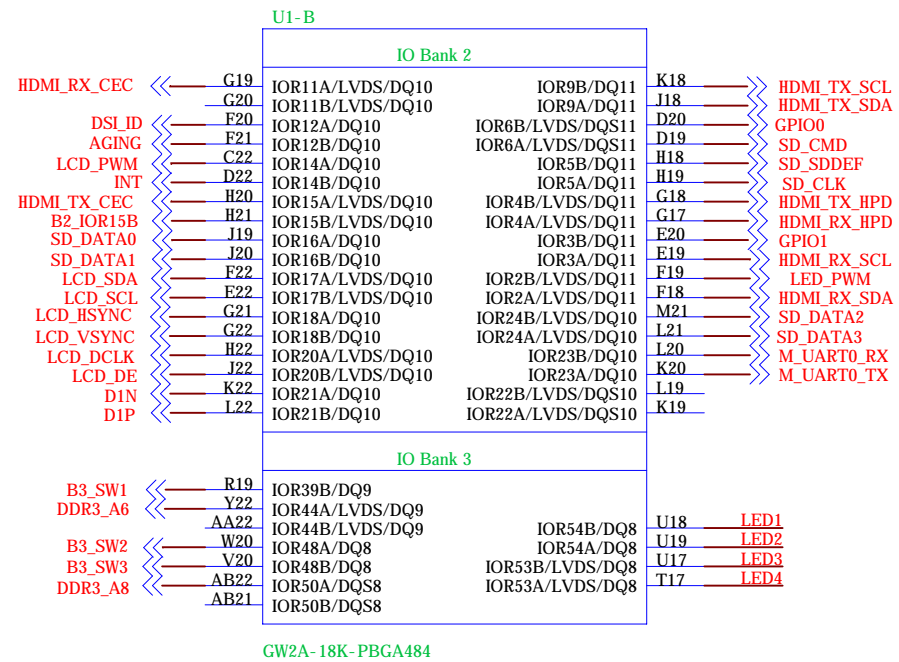 U1-B
IO Bank 2
HDMI_RX_CEC G19 IOR11A/LVDS/DQ10 IOR9B/DQ11 K18 HDMI_TX_SCL
G20 IOR11B/LVDS/DQ10 IOR9A/DQ11 J18 HDMI_TX_SDA
DSI_ID F20 IOR12A/DQ10 IOR6B/LVDS/DQS11 D20 GPIO0
AGING F21 IOR12B/DQ10 IOR6A/LVDS/DQS11 D19 SD_CMD
LCD_PWM C22 IOR14A/DQ10 IOR5B/DQ11 H18 SD_SDDEF
INT D22 IOR14B/DQ10 IOR5A/DQ11 H19 SD_CLK
HDMI_TX_CEC H20 IOR15A/LVDS/DQ10 IOR4B/LVDS/DQ11 G18 HDMI_TX_HPD
B2_IOR15B H21 IOR15B/LVDS/DQ10 IOR4A/LVDS/DQ11 G17 HDMI_RX_HPD
SD_DATA0 J19 IOR16A/DQ10 IOR3B/DQ11 E20 GPIO1
SD_DATA1 J20 IOR16B/DQ10 IOR3A/DQ11 E19 HDMI_RX_SCL
LCD_SDA F22 IOR17A/LVDS/DQ10 IOR2B/LVDS/DQ11 F19 LED_PWM
LCD_SCL E22 IOR17B/LVDS/DQ10 IOR2A/LVDS/DQ11 F18 HDMI_RX_SDA
LCD_HSYNC G21 IOR18A/DQ10 IOR24B/LVDS/DQ10 M21 SD_DATA2
LCD_VSYNC G22 IOR18B/DQ10 IOR24A/LVDS/DQ10 L21 SD_DATA3
LCD_DCLK H22 IOR20A/LVDS/DQ10 IOR23B/DQ10 L20 M_UART0_RX
LCD_DE J22 IOR20B/LVDS/DQ10 IOR23A/DQ10 K20 M_UART0_TX
D1N K22 IOR21A/DQ10 IOR22B/LVDS/DQS10 L19
D1P L22 IOR21B/DQ10 IOR22A/LVDS/DQS10 K19
IO Bank 3
B3_SW1 R19 IOR39B/DQ9
DDR3_A6 Y22 IOR44A/LVDS/DQ9
AA22 IOR44B/LVDS/DQ9 IOR54B/DQ8 U18 LED1
B3_SW2 W20 IOR48A/DQ8 IOR54A/DQ8 U19 LED2
B3_SW3 V20 IOR48B/DQ8 IOR53B/LVDS/DQ8 U17 LED3
DDR3_A8 AB22 IOR50A/DQS8 IOR53A/LVDS/DQ8 T17 LED4
AB21 IOR50B/DQS8
GW2A-18K-PBGA484